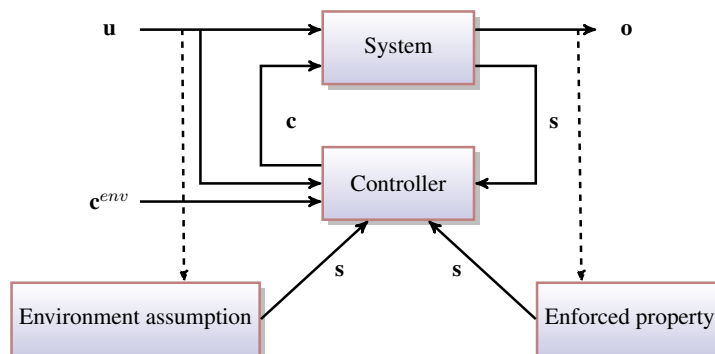 u
System
o
c
s
Controller
c^{env}
s
s
Environment assumption
Enforced property